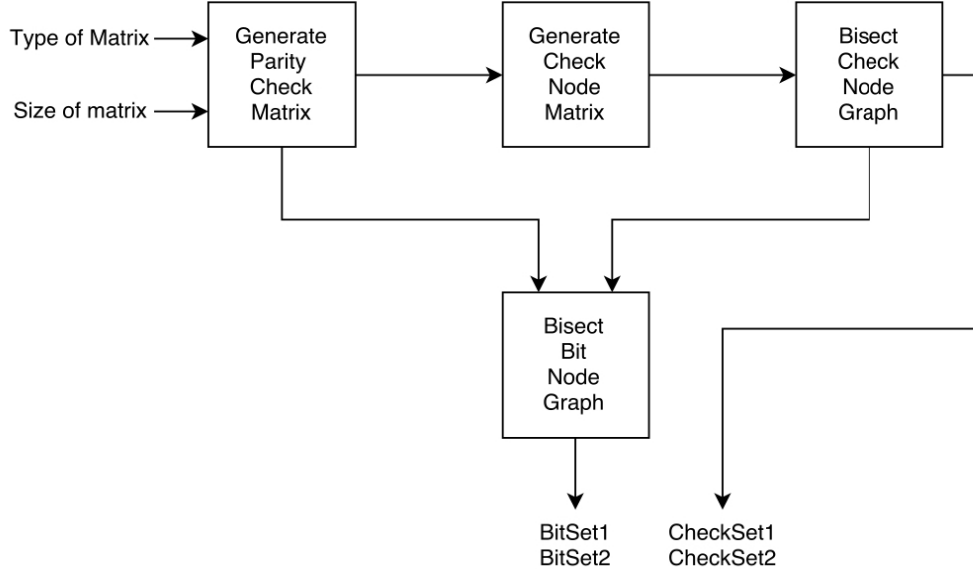 Type of Matrix
Size of matrix
Generate
Parity
Check
Matrix
Generate
Check
Node
Matrix
Bisect
Check
Node
Graph
Bisect
Bit
Node
Graph
BitSet1
BitSet2
CheckSet1
CheckSet2